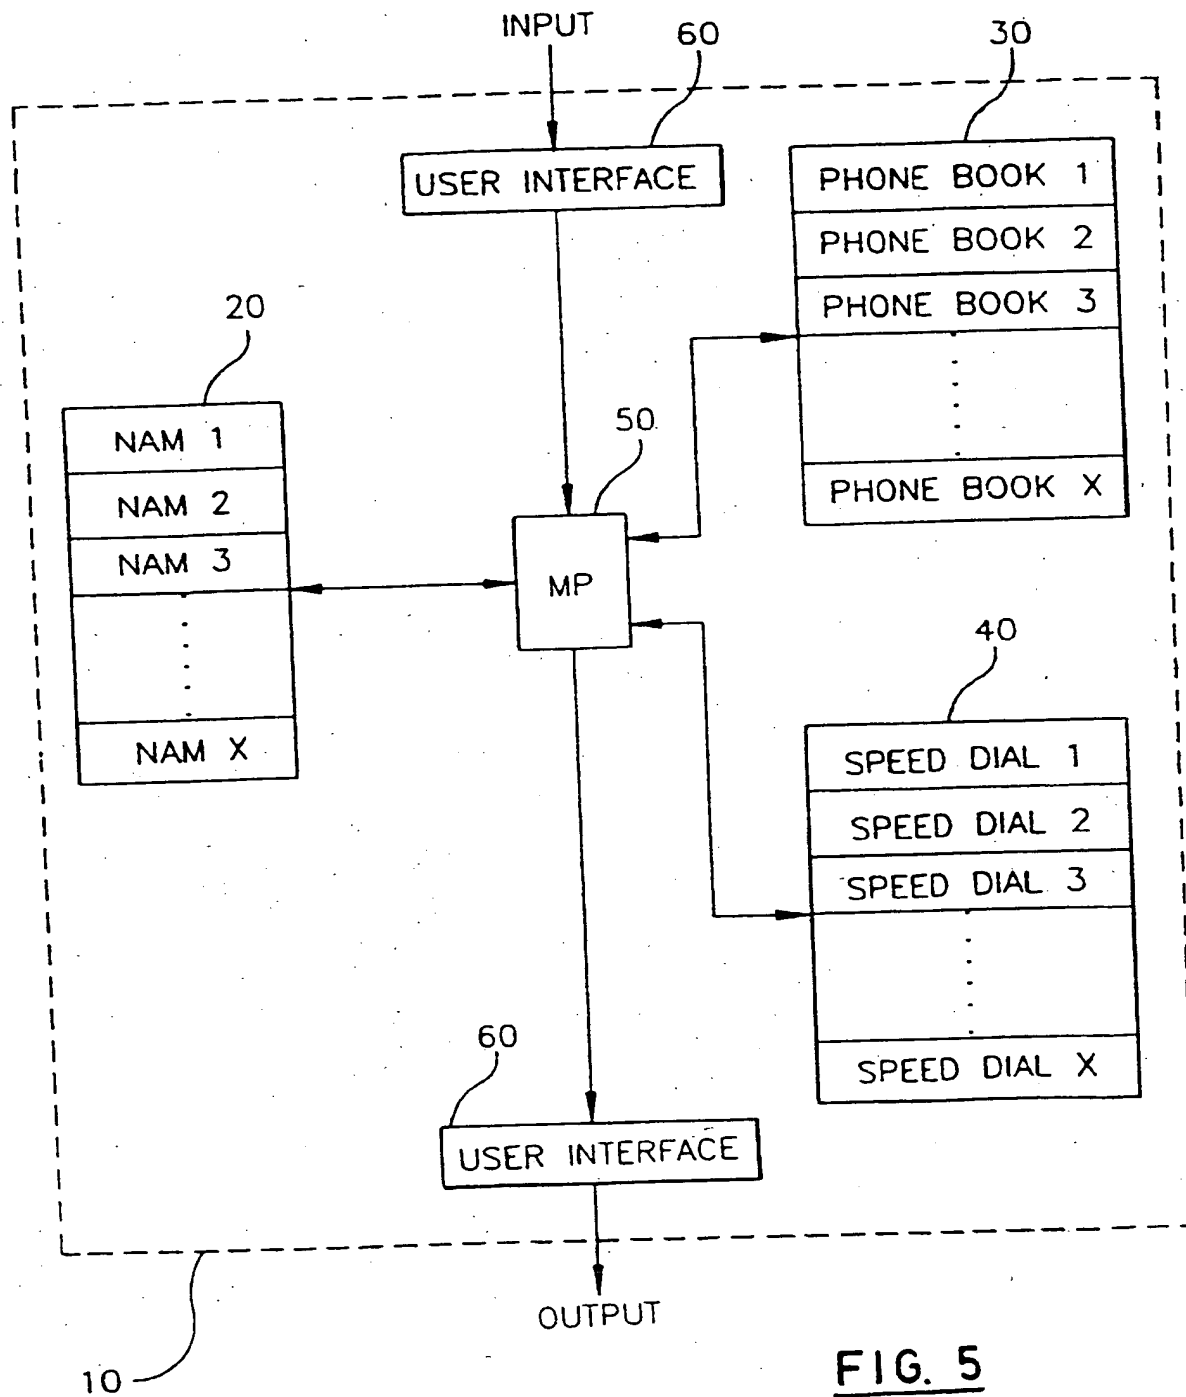 INPUT
60
30
USER INTERFACE
PHONE BOOK 1
PHONE BOOK 2
PHONE BOOK 3
PHONE BOOK X
20
NAM 1
NAM 2
NAM 3
NAM X
50
MP
40
SPEED DIAL 1
SPEED DIAL 2
SPEED DIAL 3
SPEED DIAL X
60
USER INTERFACE
OUTPUT
10
FIG. 5